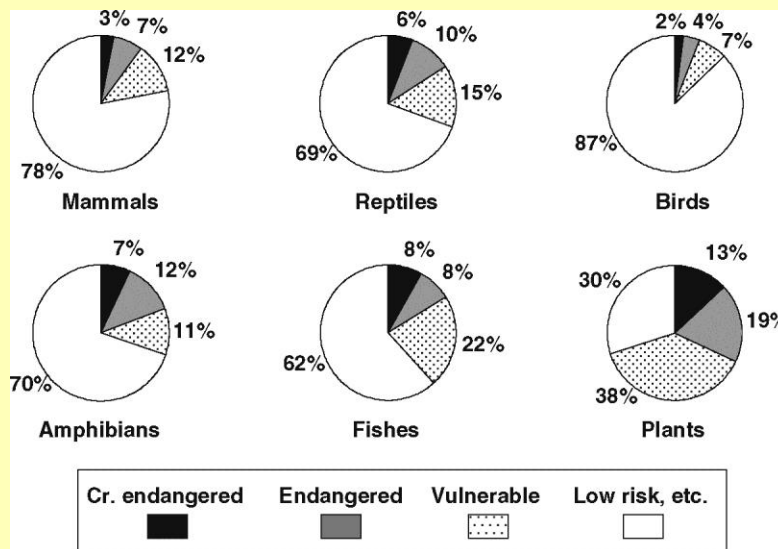 3% 7% 12% 78% Mammals
6% 10% 15% 69% Reptiles
2% 4% 7% 87% Birds
7% 12% 11% 70% Amphibians
8% 8% 22% 62% Fishes
13% 19% 38% 30% Plants
Cr. endangered Endangered Vulnerable Low risk, etc.